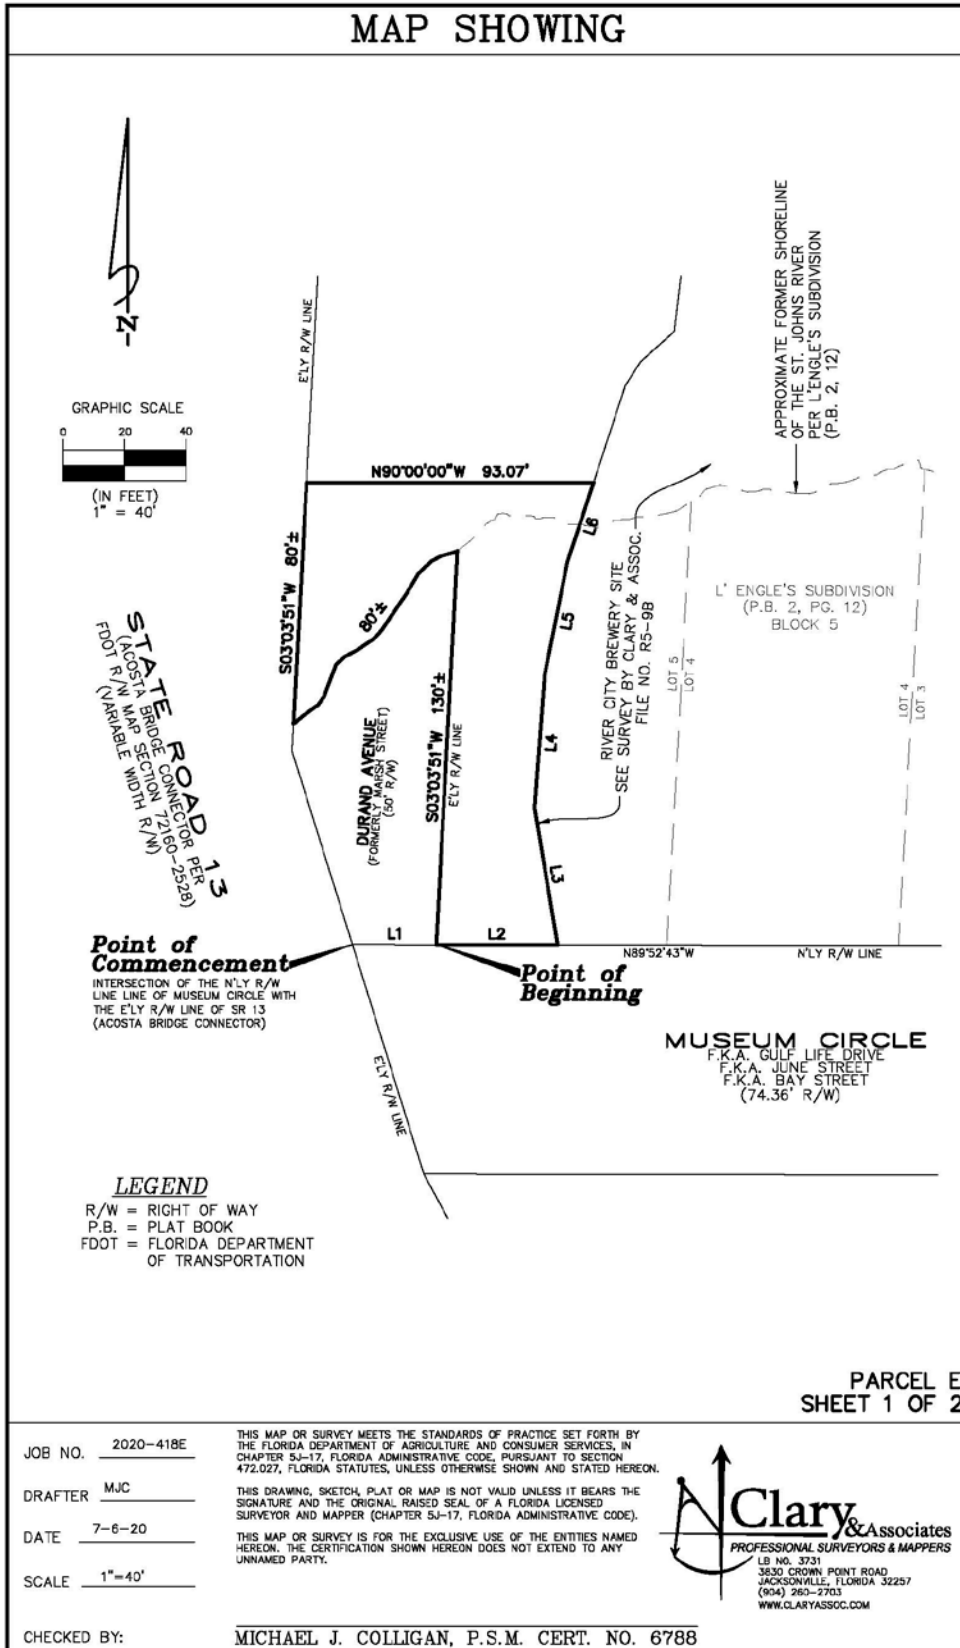 MAP SHOWING
N
GRAPHIC SCALE
0 20 40
(IN FEET)
1" = 40'
E'LY R/W LINE
APPROXIMATE FORMER SHORELINE
OF THE ST. JOHNS RIVER
PER L'ENGLE'S SUBDIVISION
(P.B. 2, 12)
N90°00'00"W 93.07'
S03°03'51"W 80'±
80'±
S03°03'51"W 130'±
E'LY R/W LINE
L6
L5
L4
L3
RIVER CITY BREWERY SITE
SEE SURVEY BY CLARY & ASSOC.
FILE NO. R5-98
L' ENGLE'S SUBDIVISION
(P.B. 2, PG. 12)
BLOCK 5
LOT 5
LOT 4
LOT 4
LOT 3
STATE ROAD 13
(ACOSTA BRIDGE CONNECTOR PER
FDOT R/W MAP SECTION 72160-2528)
(VARIABLE WIDTH R/W)
DURAND AVENUE
(FORMERLY MARSH STREET)
(50' R/W)
L1
L2
Point of
Commencement
INTERSECTION OF THE N'LY R/W
LINE LINE OF MUSEUM CIRCLE WITH
THE E'LY R/W LINE OF SR 13
(ACOSTA BRIDGE CONNECTOR)
Point of
Beginning
N89°52'43"W
N'LY R/W LINE
MUSEUM CIRCLE
F.K.A. GULF LIFE DRIVE
F.K.A. JUNE STREET
F.K.A. BAY STREET
(74.36' R/W)
E'LY R/W LINE
LEGEND
R/W = RIGHT OF WAY
P.B. = PLAT BOOK
FDOT = FLORIDA DEPARTMENT
OF TRANSPORTATION
PARCEL E
SHEET 1 OF 2
JOB NO. 2020-418E
DRAFTER MJC
DATE 7-6-20
SCALE 1"=40'
CHECKED BY:
THIS MAP OR SURVEY MEETS THE STANDARDS OF PRACTICE SET FORTH BY
THE FLORIDA DEPARTMENT OF AGRICULTURE AND CONSUMER SERVICES, IN
CHAPTER 5J-17, FLORIDA ADMINISTRATIVE CODE, PURSUANT TO SECTION
472.027, FLORIDA STATUTES, UNLESS OTHERWISE SHOWN AND STATED HEREON.
THIS DRAWING, SKETCH, PLAT OR MAP IS NOT VALID UNLESS IT BEARS THE
SIGNATURE AND THE ORIGINAL RAISED SEAL OF A FLORIDA LICENSED
SURVEYOR AND MAPPER (CHAPTER 5J-17, FLORIDA ADMINISTRATIVE CODE).
THIS MAP OR SURVEY IS FOR THE EXCLUSIVE USE OF THE ENTITIES NAMED
HEREON. THE CERTIFICATION SHOWN HEREON DOES NOT EXTEND TO ANY
UNNAMED PARTY.
MICHAEL J. COLLIGAN, P.S.M. CERT. NO. 6788
Clary
& Associates
PROFESSIONAL SURVEYORS & MAPPERS
LB NO. 3731
3830 CROWN POINT ROAD
JACKSONVILLE, FLORIDA 32257
(904) 260-2703
WWW.CLARYASSOC.COM